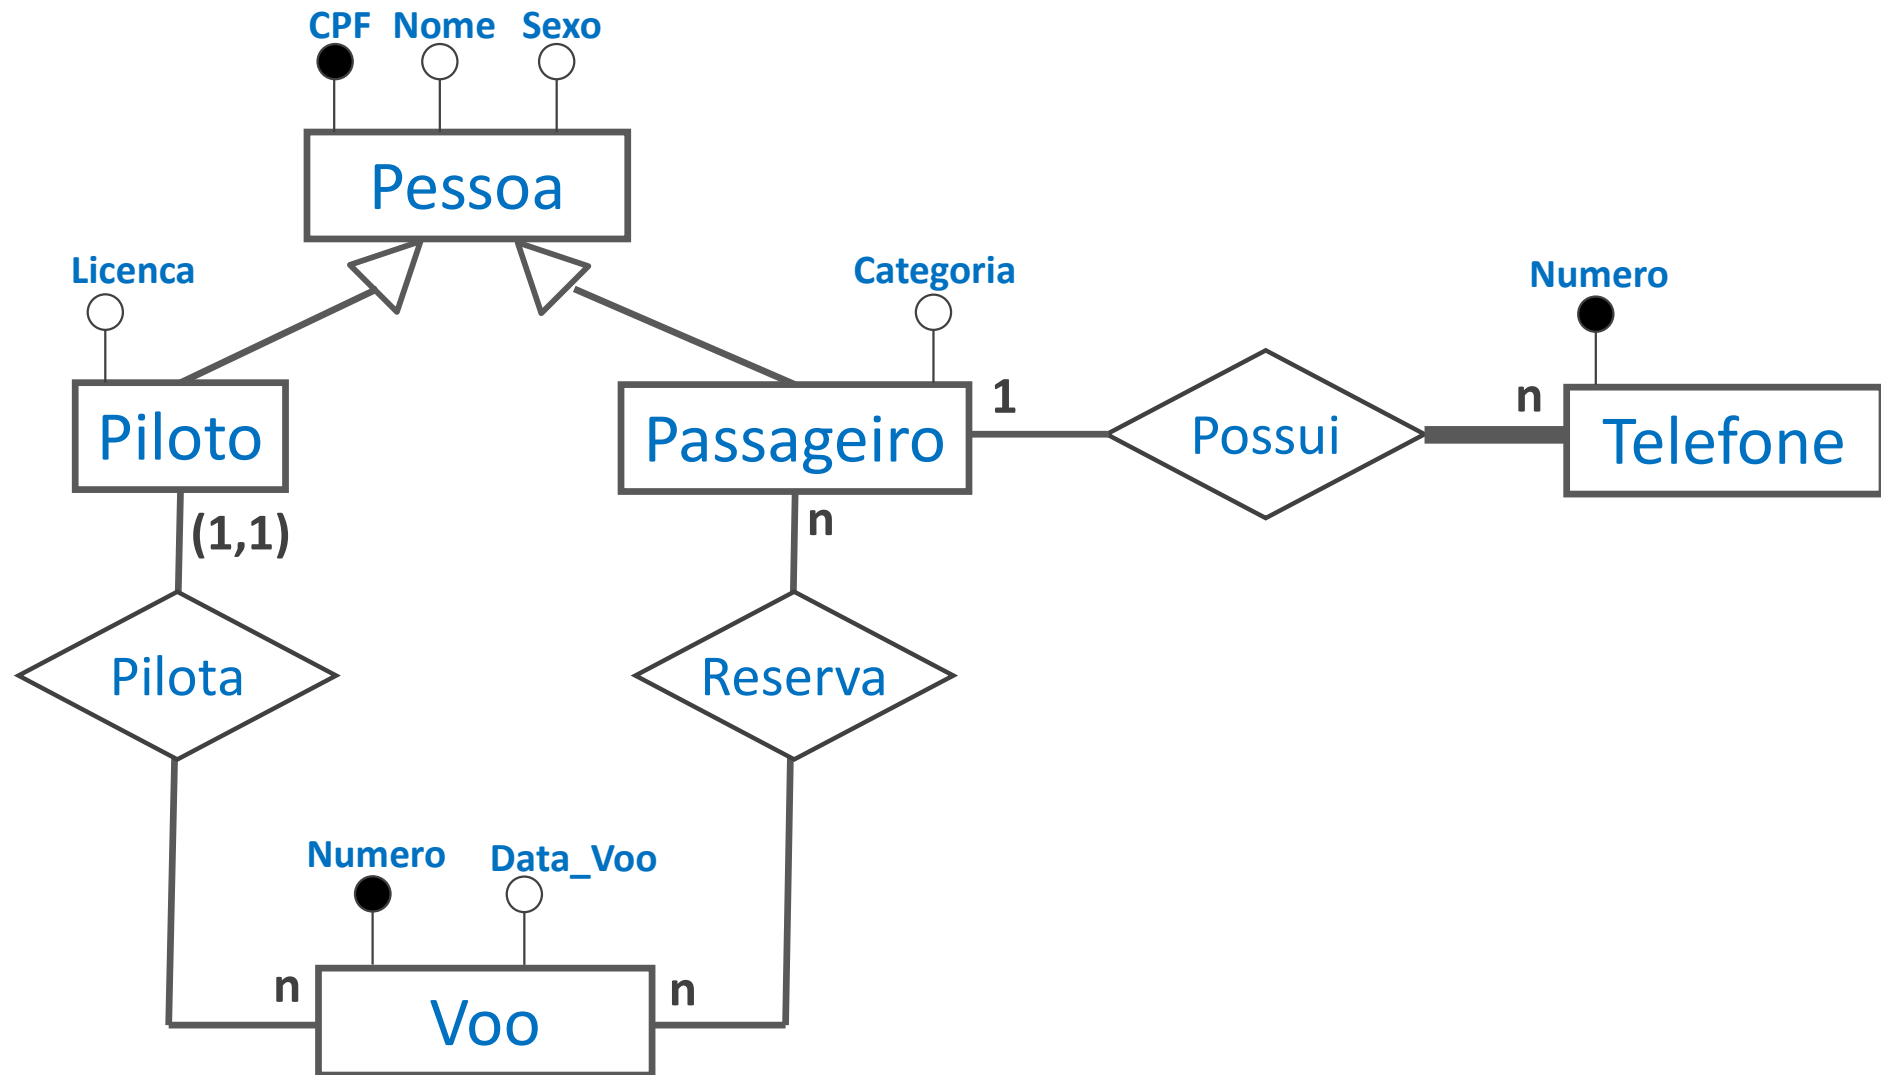 CPF Nome Sexo
Pessoa
Licenca
Categoria
Numero
Piloto
Passageiro
1
Possui
n
Telefone
(1,1)
n
Pilota
Reserva
Numero
Data_Voo
n
Voo
n